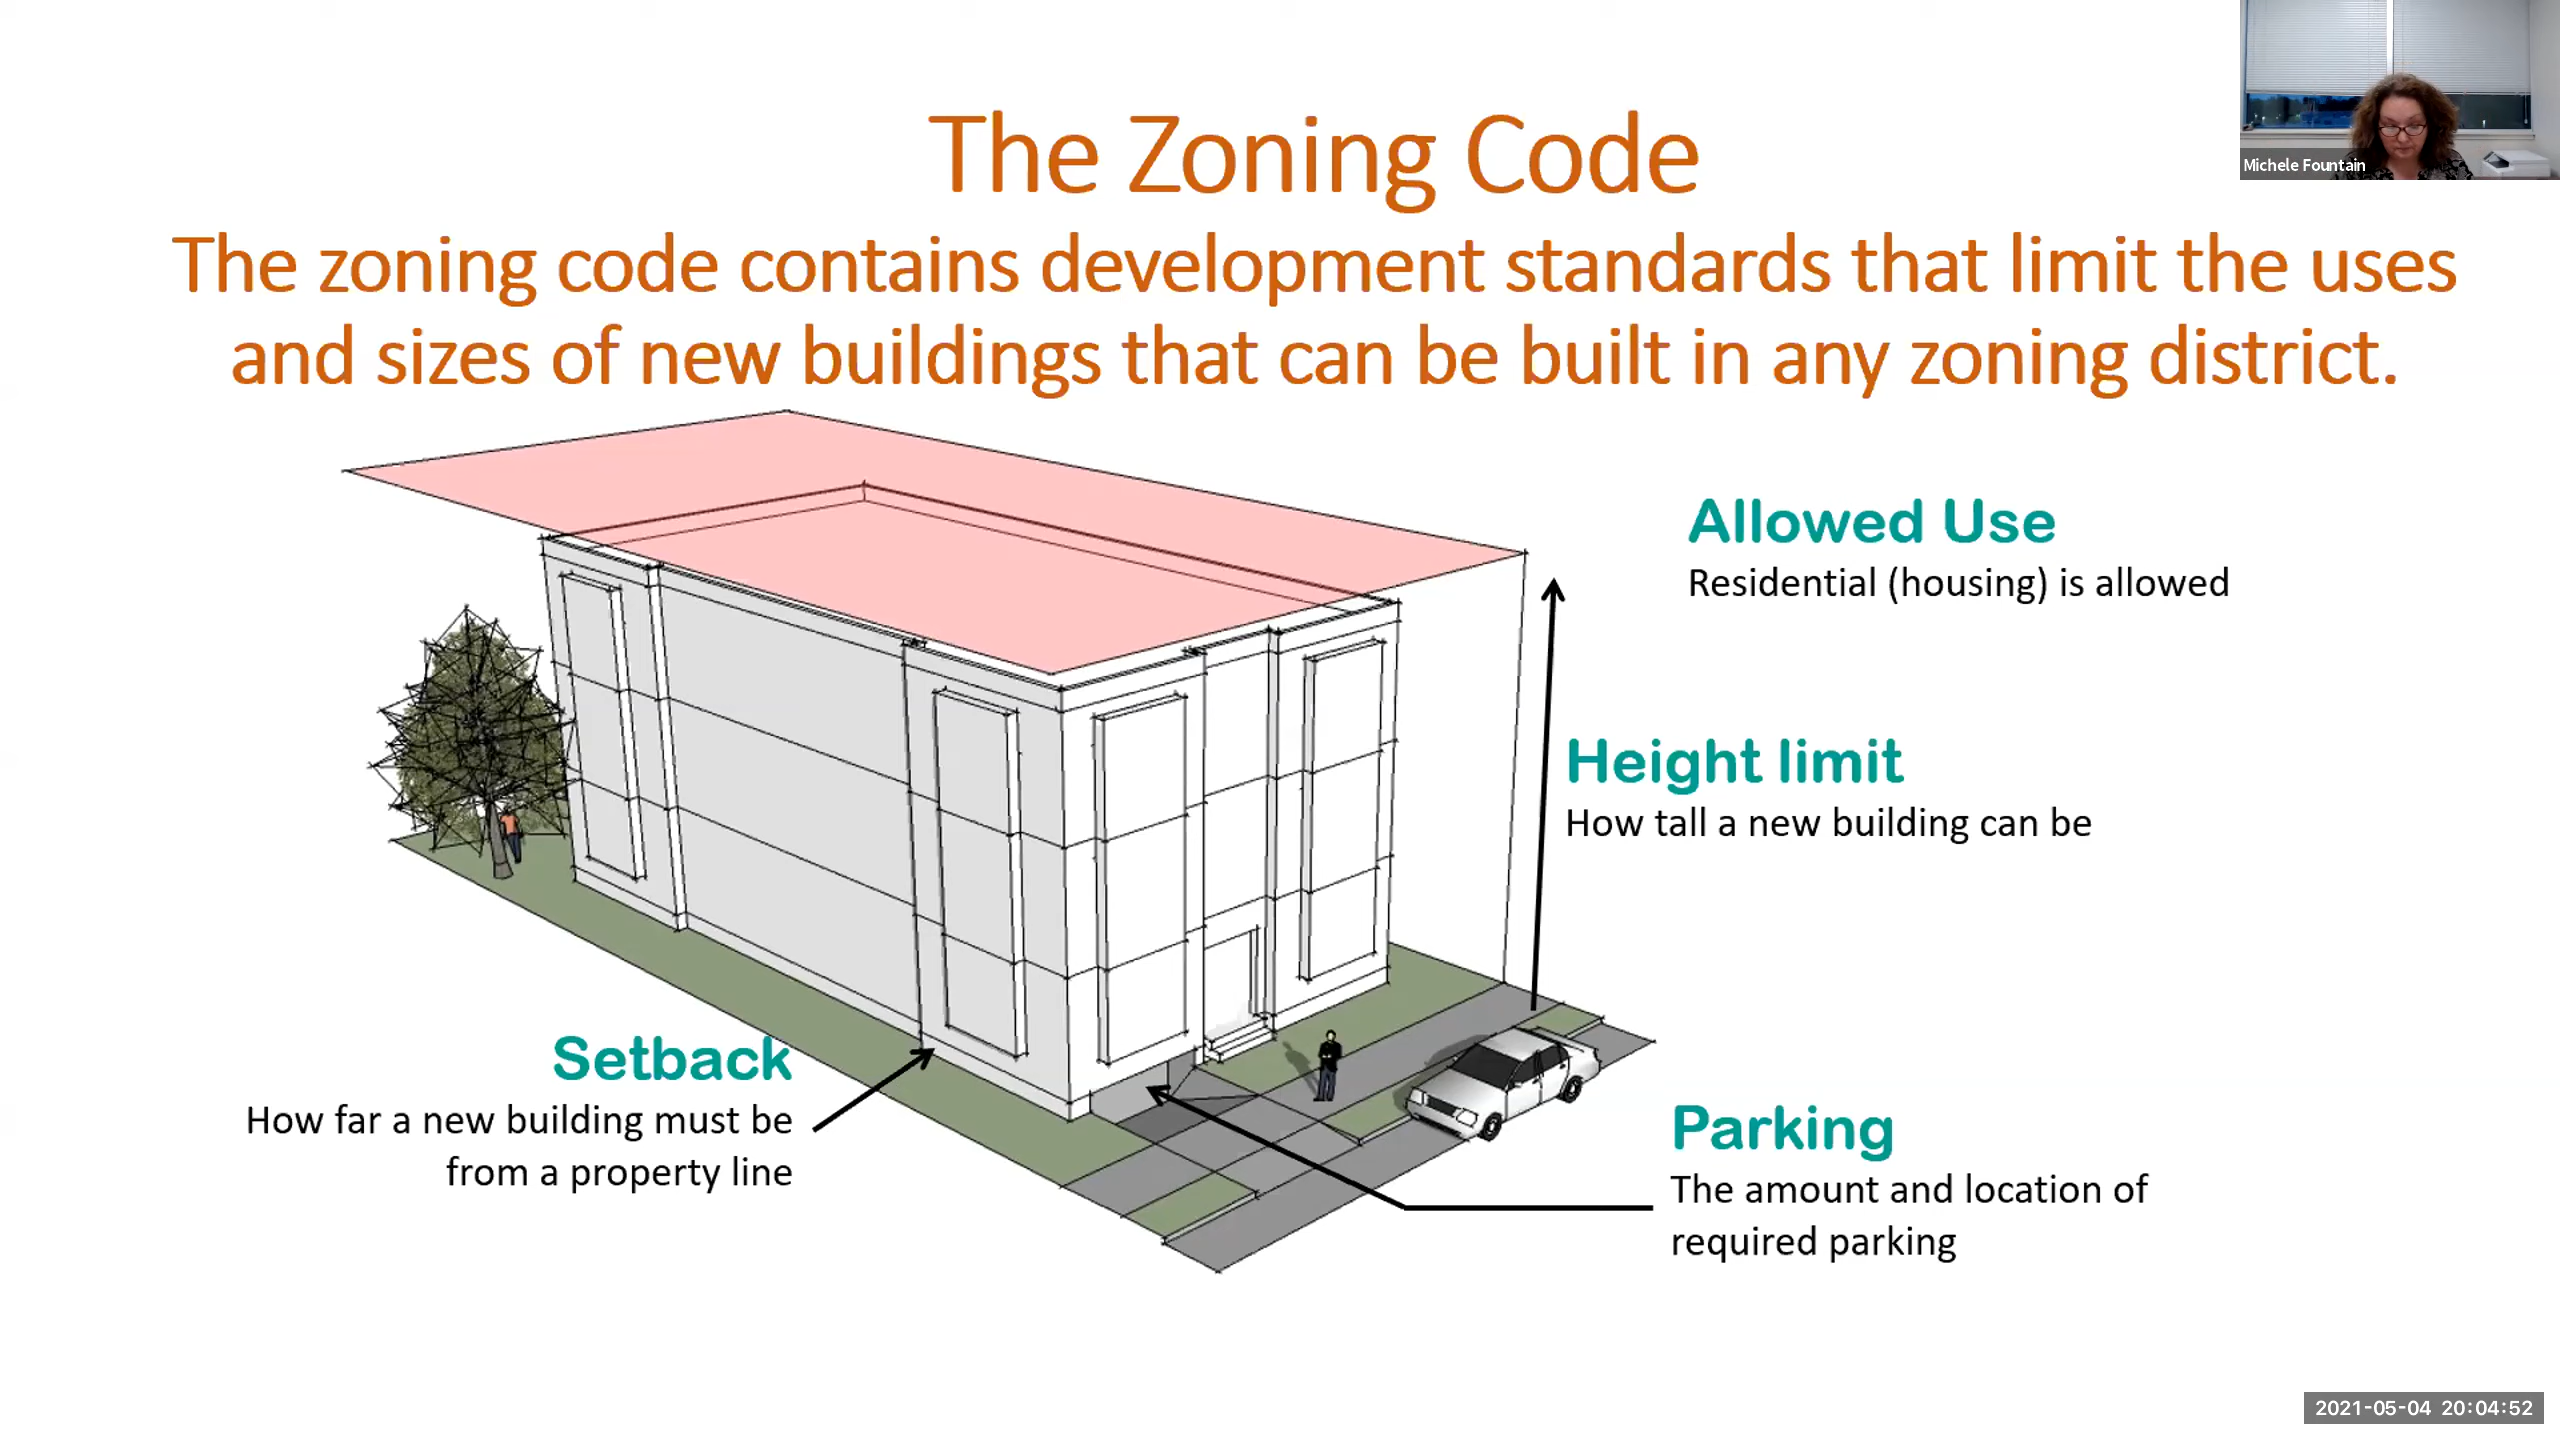 The Zoning Code
The zoning code contains development standards that limit the uses
and sizes of new buildings that can be built in any zoning district.
Michele Fountain
Allowed Use
Residential (housing) is allowed
Height limit
How tall a new building can be
Setback
How far a new building must be
from a property line
Parking
The amount and location of
required parking
2021-05-04 20:04:52